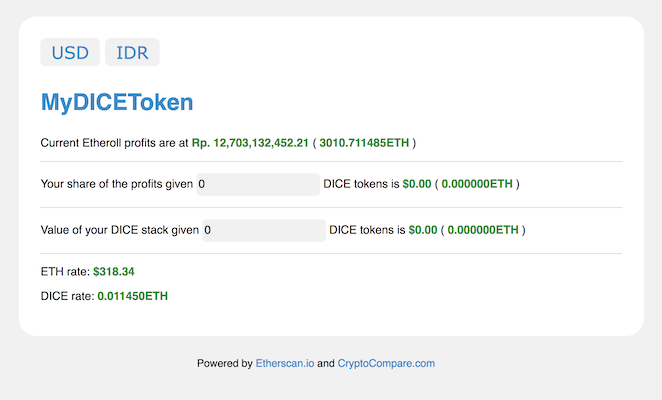 USD IDR
MyDICEToken
Current Etheroll profits are at Rp. 12,703,132,452.21 ( 3010.711485ETH )
Your share of the profits given 0 DICE tokens is $0.00 ( 0.000000ETH )
Value of your DICE stack given 0 DICE tokens is $0.00 ( 0.000000ETH )
ETH rate: $318.34
DICE rate: 0.011450ETH
Powered by Etherscan.io and CryptoCompare.com